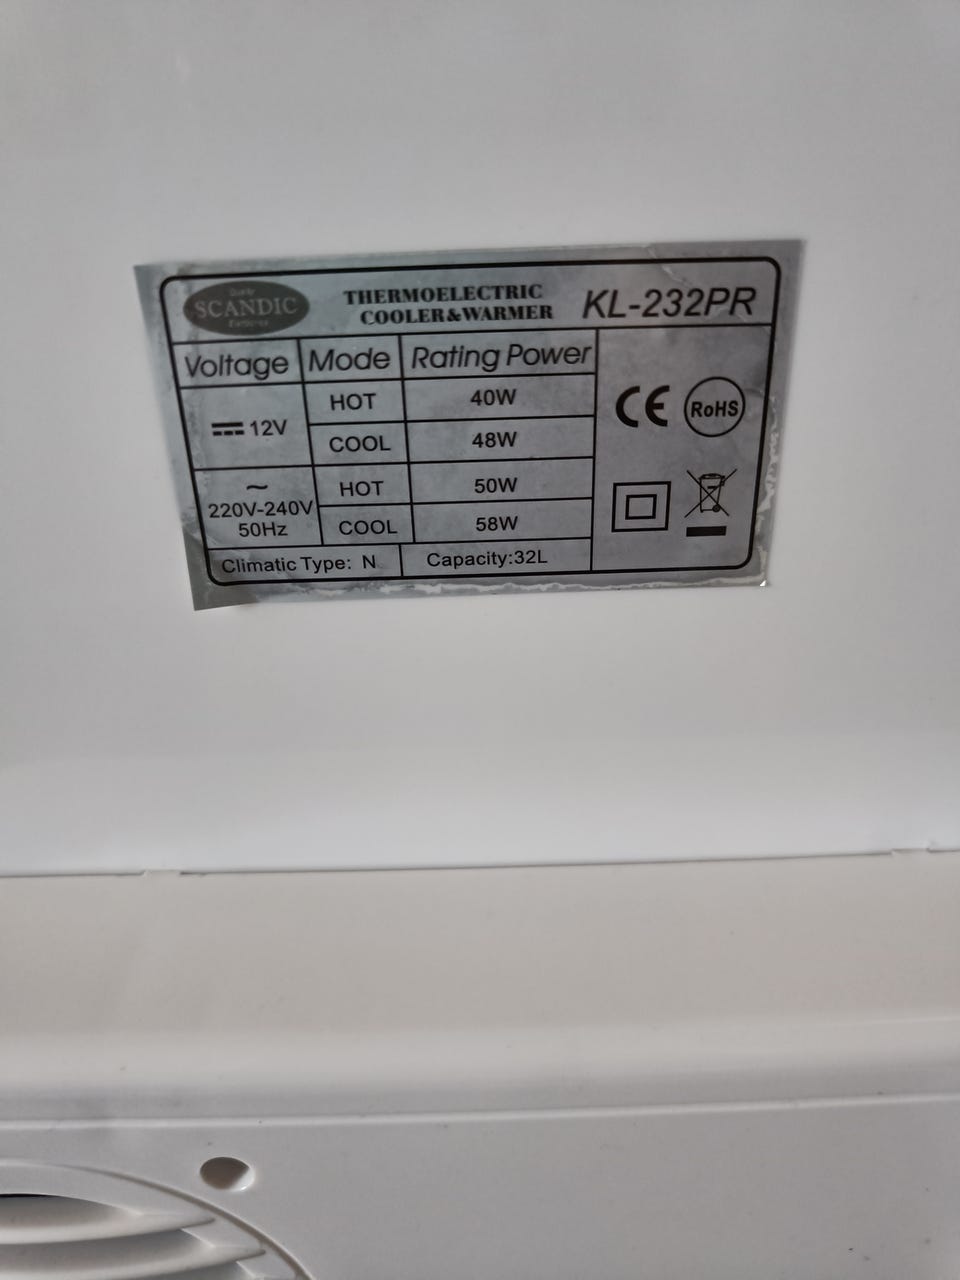 SCANDIC
THERMOELECTRIC
COOLER&WARMER
KL-232PR
Voltage Mode Rating Power
12V HOT 40W
COOL 48W
~
220V-240V
50Hz
HOT 50W
COOL 58W
Climatic Type: N Capacity:32L
CE RoHS